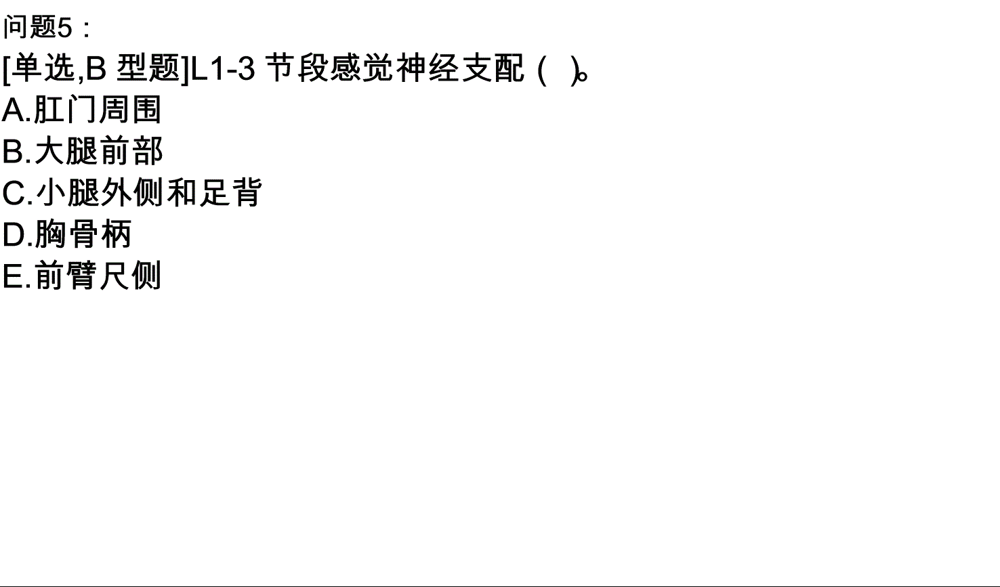 问题5：
[单选,B 型题]L1-3 节段感觉神经支配（ ）。
A.肛门周围
B.大腿前部
C.小腿外侧和足背
D.胸骨柄
E.前臂尺侧